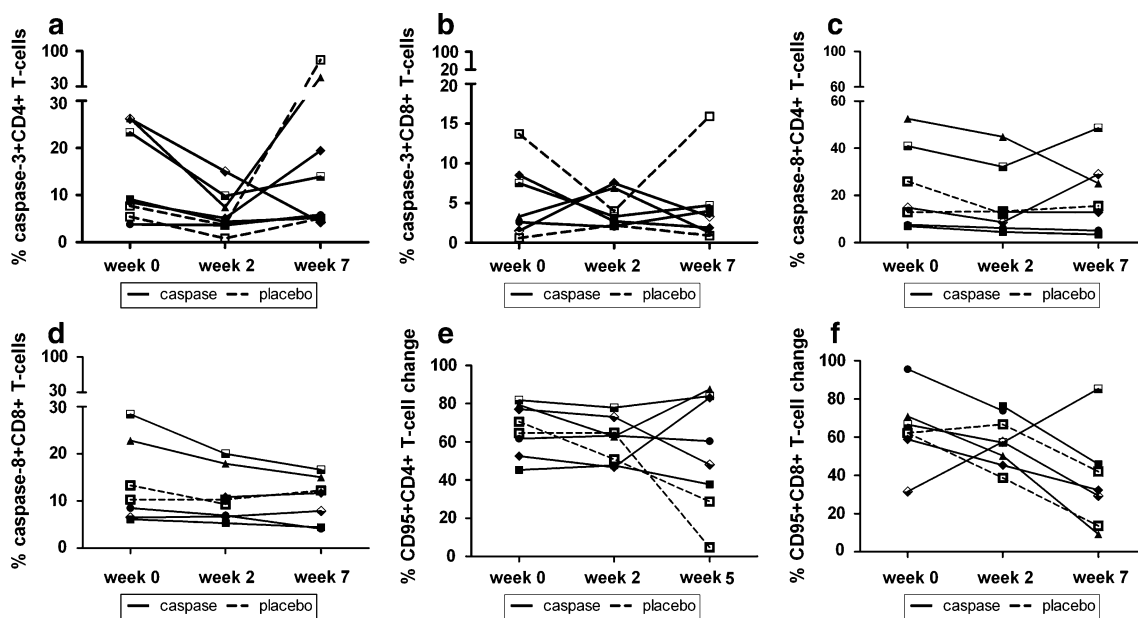 a
% caspase-3+CD4+ T-cells
100
30
30
20
10
0
week 0 week 2 week 7
caspase placebo
b
% caspase-3+CD8+ T-cells
100
20
20
15
10
5
0
week 0 week 2 week 7
caspase placebo
c
% caspase-8+CD4+ T-cells
100
60
60
40
20
0
week 0 week 2 week 7
caspase placebo
d
% caspase-8+CD8+ T-cells
100
30
30
20
10
0
week 0 week 2 week 7
caspase placebo
e
% CD95+CD4+ T-cell change
100
80
60
40
20
0
week 0 week 2 week 5
caspase placebo
f
% CD95+CD8+ T-cell change
100
80
60
40
20
0
week 0 week 2 week 7
caspase placebo